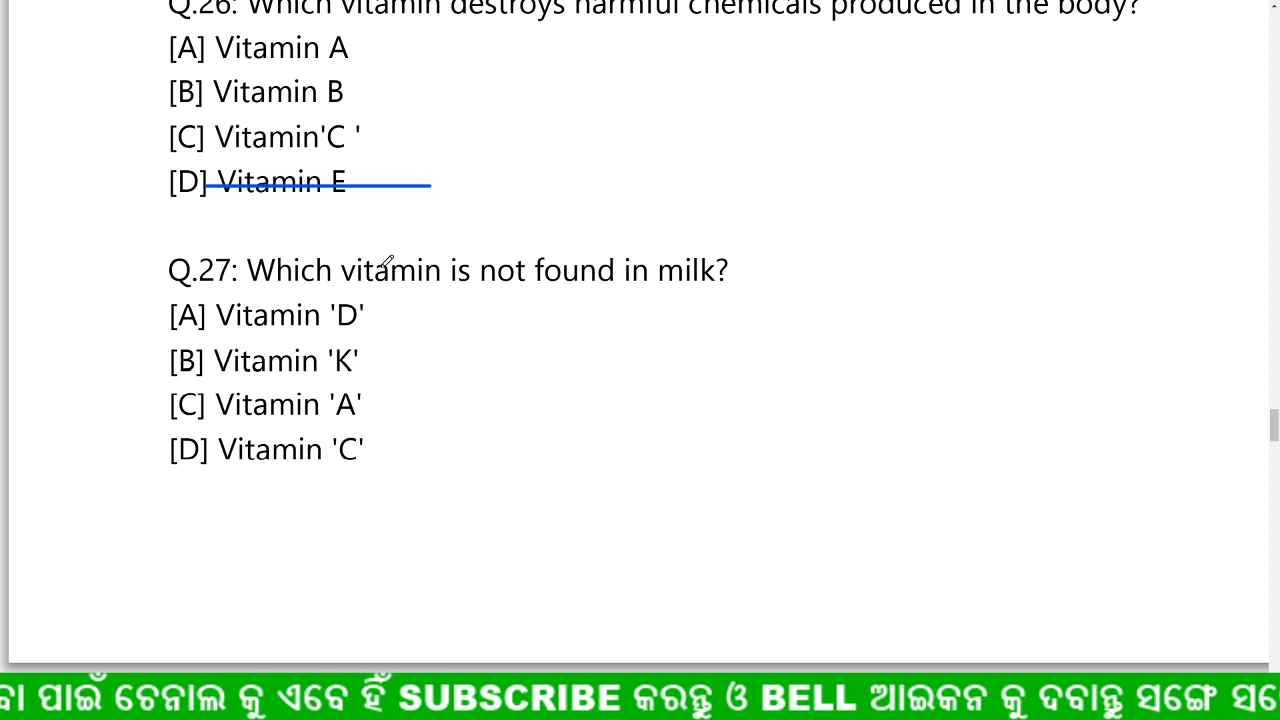 Q.26: Which vitamin destroys harmful chemicals produced in the body?
[A] Vitamin A
[B] Vitamin B
[C] Vitamin'C '
[D] Vitamin E
Q.27: Which vitamin is not found in milk?
[A] Vitamin 'D'
[B] Vitamin 'K'
[C] Vitamin 'A'
[D] Vitamin 'C'
ପାଇଁ ଚେନାଲ କୁ ଏବେ ହିଁ SUBSCRIBE କରନ୍ତୁ ଓ BELL ଆଇକନ କୁ ଦବାନ୍ତୁ ସଙ୍ଗେ